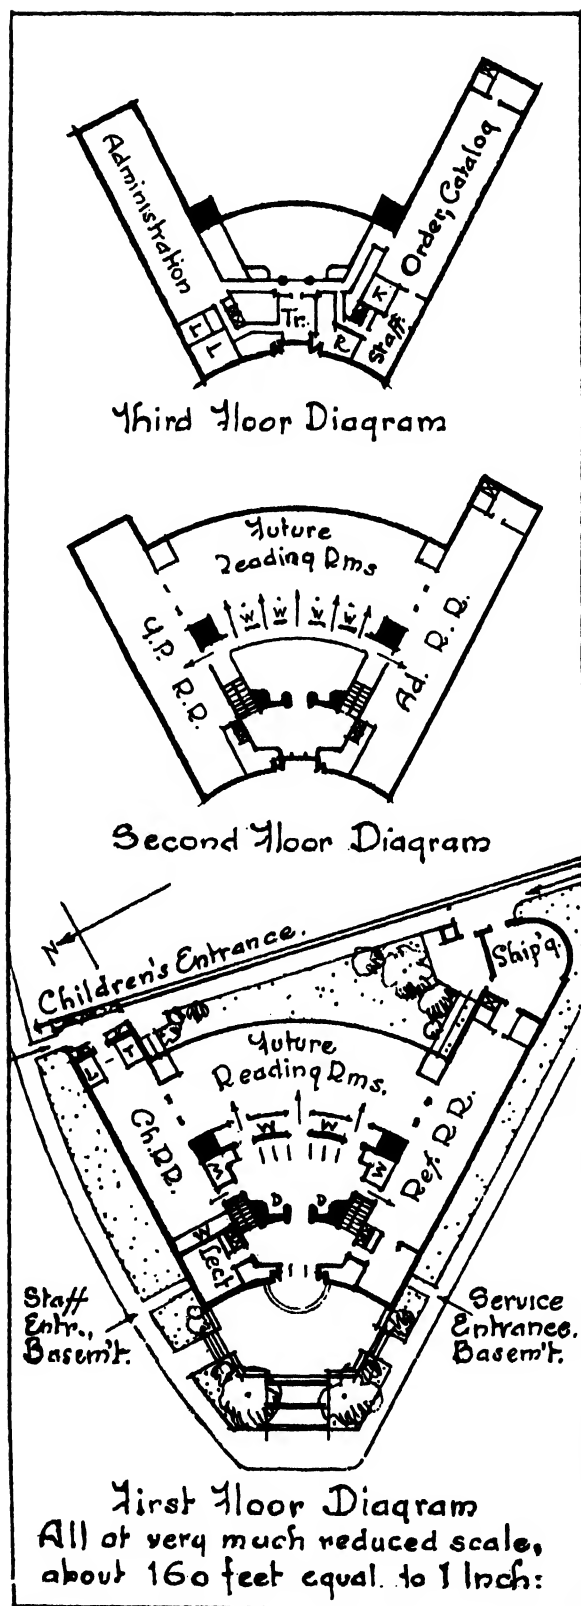 Administration
Order, Catalog
K
Tr.
L
L
R
Staff
Third Floor Diagram
Future
Reading Rms
W W W W
Y.P.
R.R.
Ad. R.R.
Second Floor Diagram
N
Children's Entrance.
Ship'g.
L
T
Future
Reading Rms.
Ch.R.R.
W W
Ref. R.R.
M
W
D D
W
Lect
Staff
Entr.,
Basem't.
Service
Entrance.
Basem't.
First Floor Diagram
All at very much reduced scale,
about 160 feet equal to 1 Inch: